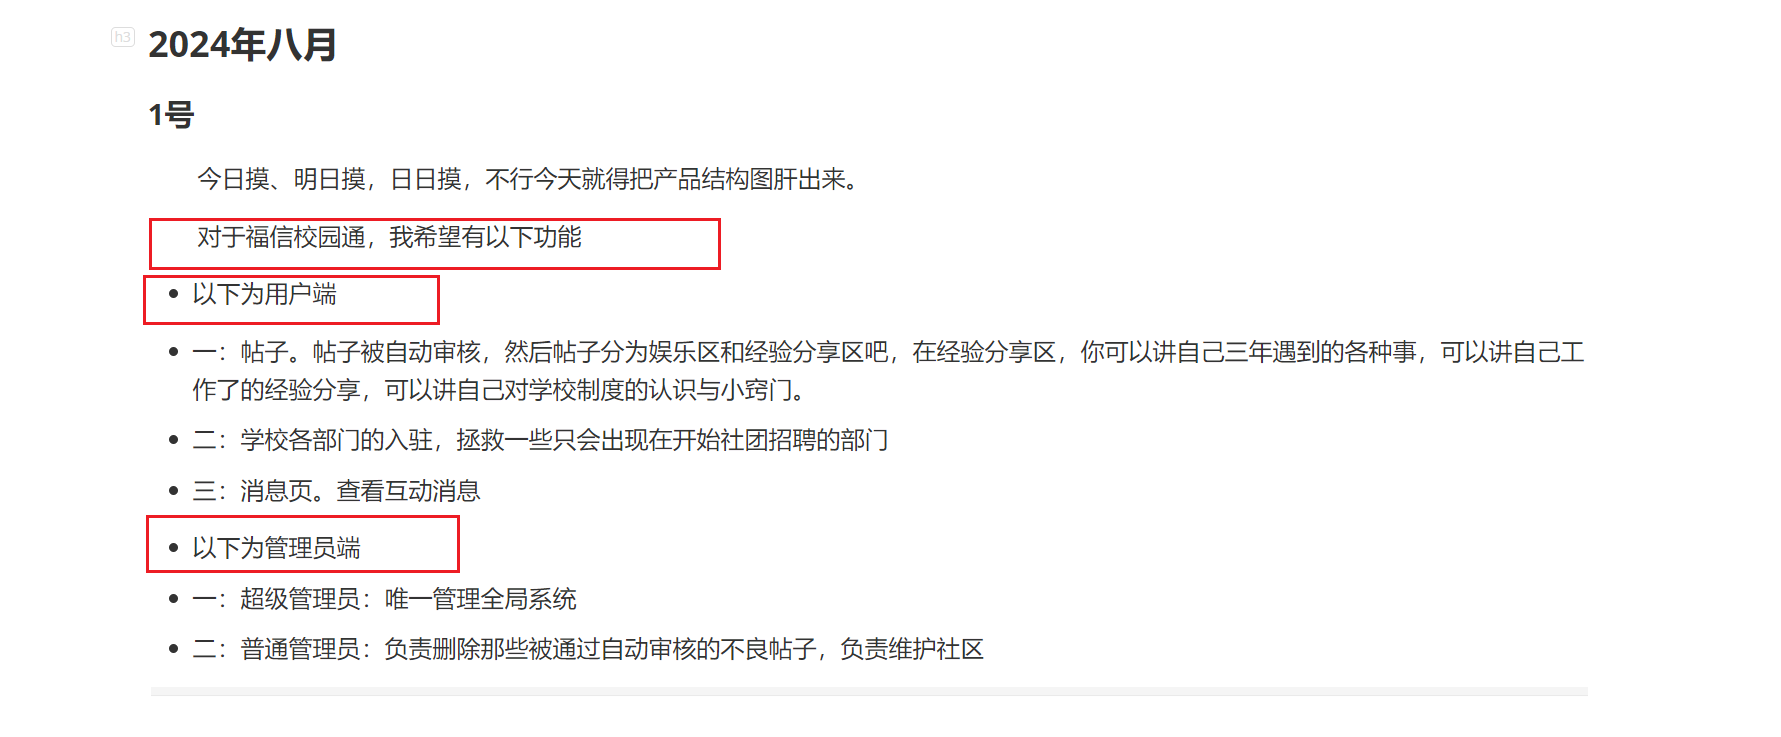 h3
2024年八月
1号
今日摸、明日摸，日日摸，不行今天就得把产品结构图肝出来。
对于福信校园通，我希望有以下功能
以下为用户端
一：帖子。帖子被自动审核，然后帖子分为娱乐区和经验分享区吧，在经验分享区，你可以讲自己三年遇到的各种事，可以讲自己工
作了的经验分享，可以讲自己对学校制度的认识与小窍门。
二：学校各部门的入驻，拯救一些只会出现在开始社团招聘的部门
三：消息页。查看互动消息
以下为管理员端
一：超级管理员：唯一管理全局系统
二：普通管理员：负责删除那些被通过自动审核的不良帖子，负责维护社区